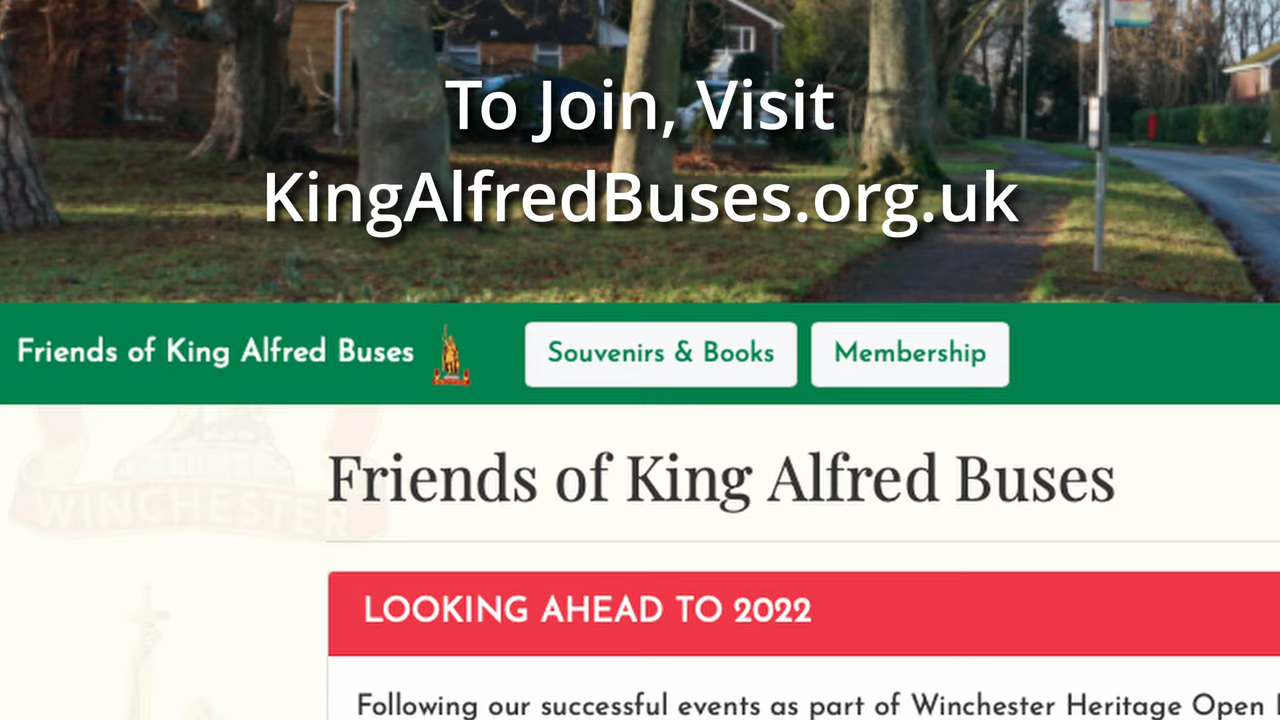 To Join, Visit
KingAlfredBuses.org.uk
Friends of King Alfred Buses
Souvenirs & Books
Membership
WINCHESTER
Friends of King Alfred Buses
LOOKING AHEAD TO 2022
Following our successful events as part of Winchester Heritage Open